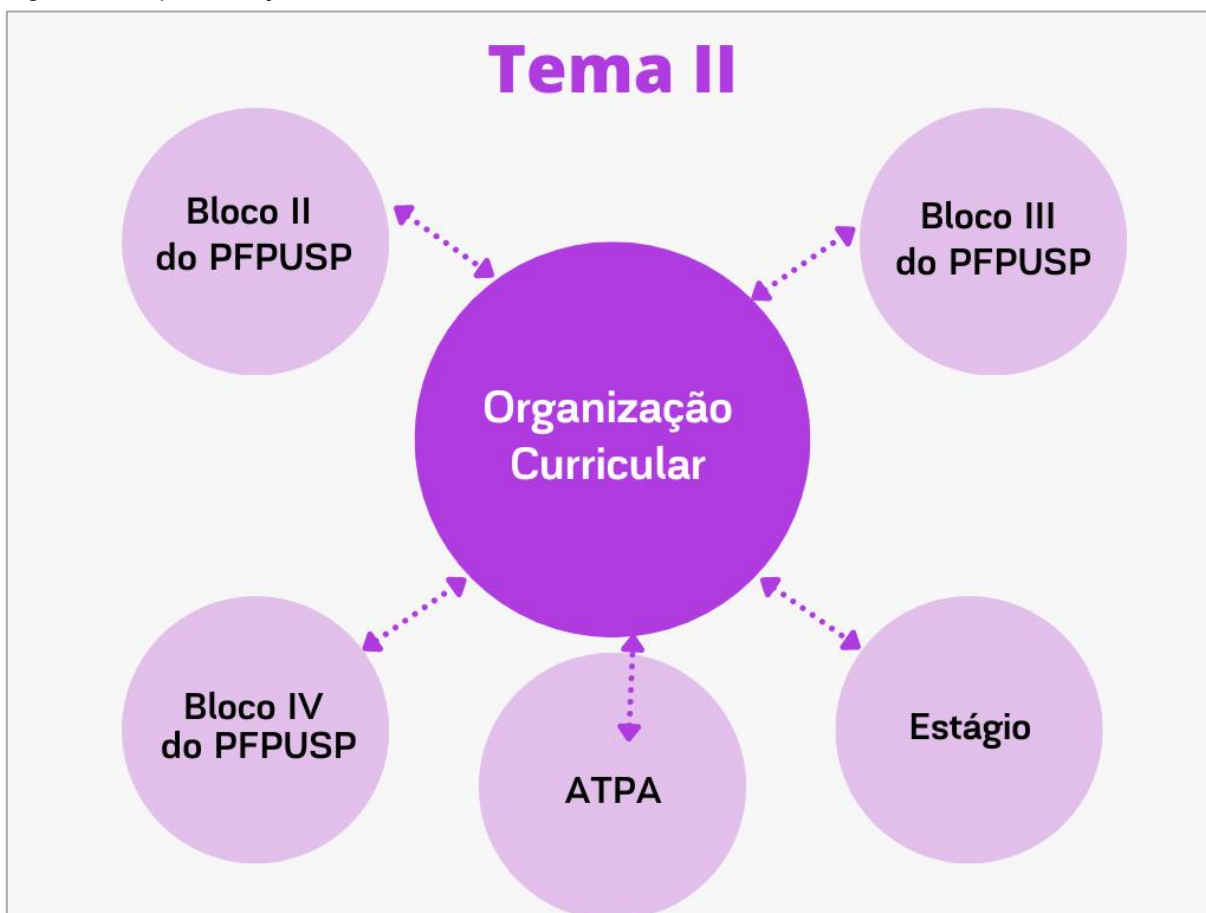 Tema II
Bloco II
do PFPUSP
Bloco III
do PFPUSP
Organização
Curricular
Bloco IV
do PFPUSP
ATPA
Estágio